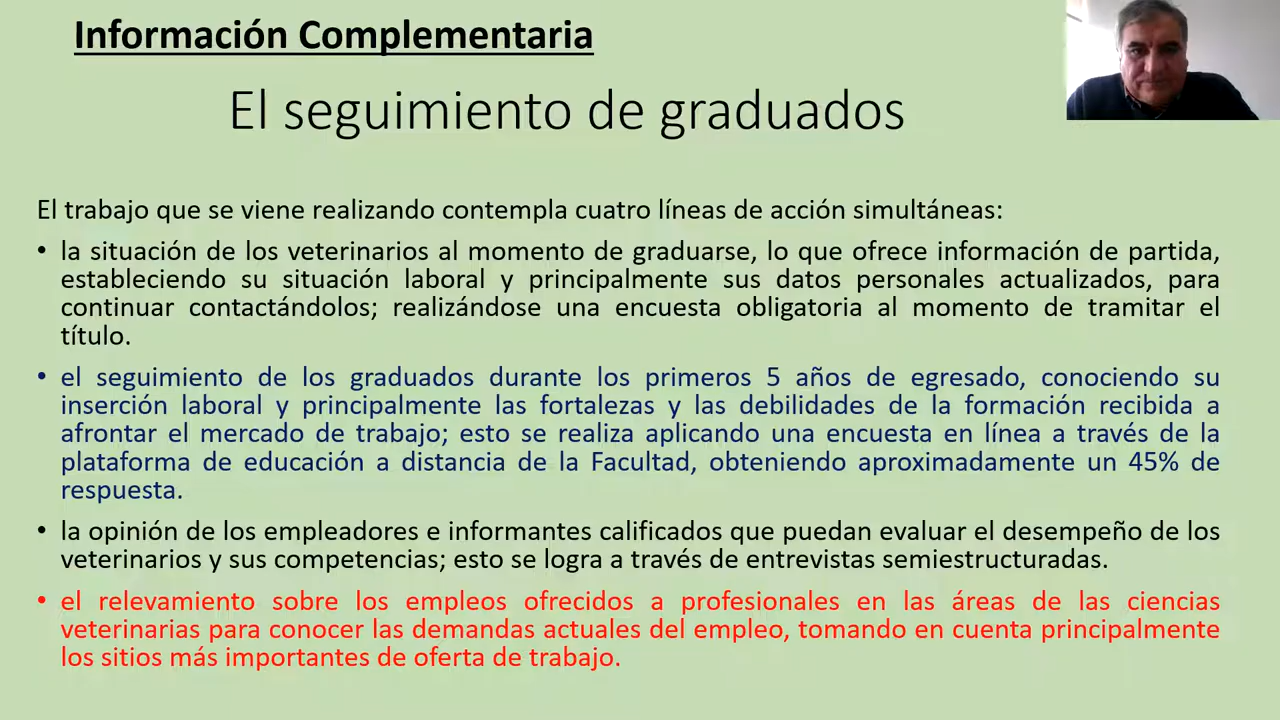 Información Complementaria
El seguimiento de graduados
El trabajo que se viene realizando contempla cuatro líneas de acción simultáneas:
• la situación de los veterinarios al momento de graduarse, lo que ofrece información de partida,
estableciendo su situación laboral y principalmente sus datos personales actualizados, para
continuar contactándolos; realizándose una encuesta obligatoria al momento de tramitar el
título.
• el seguimiento de los graduados durante los primeros 5 años de egresado, conociendo su
inserción laboral y principalmente las fortalezas y las debilidades de la formación recibida a
afrontar el mercado de trabajo; esto se realiza aplicando una encuesta en línea a través de la
plataforma de educación a distancia de la Facultad, obteniendo aproximadamente un 45% de
respuesta.
• la opinión de los empleadores e informantes calificados que puedan evaluar el desempeño de los
veterinarios y sus competencias; esto se logra a través de entrevistas semiestructuradas.
• el relevamiento sobre los empleos ofrecidos a profesionales en las áreas de las ciencias
veterinarias para conocer las demandas actuales del empleo, tomando en cuenta principalmente
los sitios más importantes de oferta de trabajo.